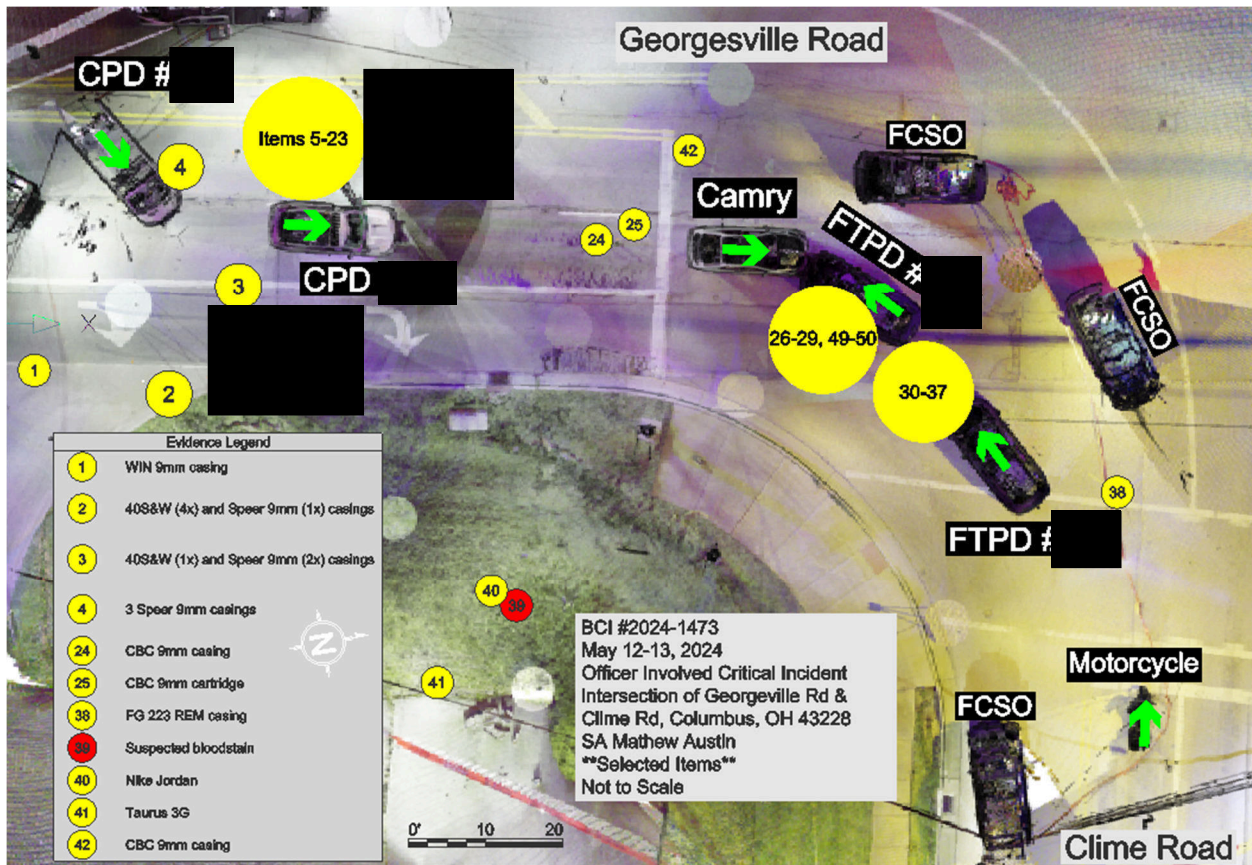 Georgesville Road
CPD #
Items 5-23
4
42
FCSO
Camry
25
24
FTPD #
3
CPD
FCSO
26-29, 49-50
1
2
30-37
38
FTPD #
Evidence Legend
1 WIN 9mm casing
2 40S&W (4x) and Speer 9mm (1x) casings
3 40S&W (1x) and Speer 9mm (2x) casings
4 3 Speer 9mm casings
N
24 CBC 9mm casing
25 CBC 9mm cartridge
38 FG 223 REM casing
39 Suspected bloodstain
40 Nike Jordan
41 Taurus 3G
42 CBC 9mm casing
40
39
41
BCI #2024-1473
May 12-13, 2024
Officer Involved Critical Incident
Intersection of Georgeville Rd &
Clime Rd, Columbus, OH 43228
SA Mathew Austin
**Selected Items**
Not to Scale
Motorcycle
FCSO
0' 10 20
Clime Road
X